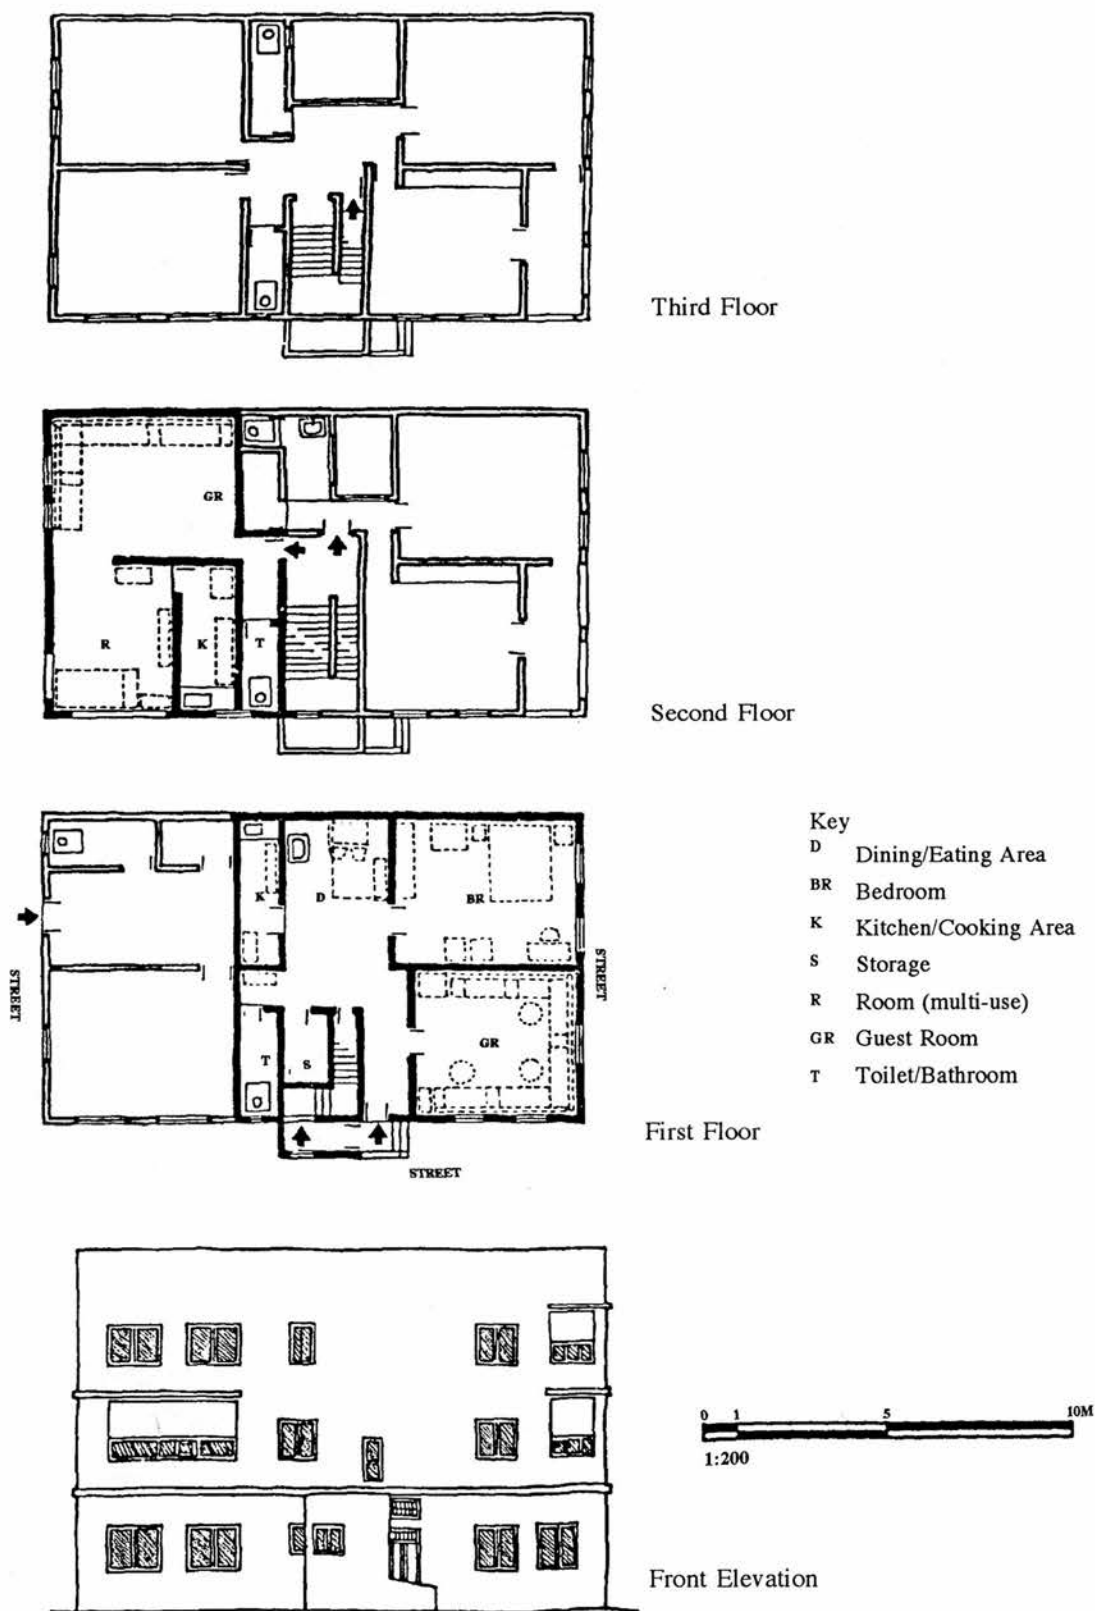 Third Floor
GR
R
K
T
Second Floor
K
D
BR
STREET
STREET
T
S
GR
STREET
First Floor
Key
D Dining/Eating Area
BR Bedroom
K Kitchen/Cooking Area
S Storage
R Room (multi-use)
GR Guest Room
T Toilet/Bathroom
0 1 5 10M
1:200
Front Elevation